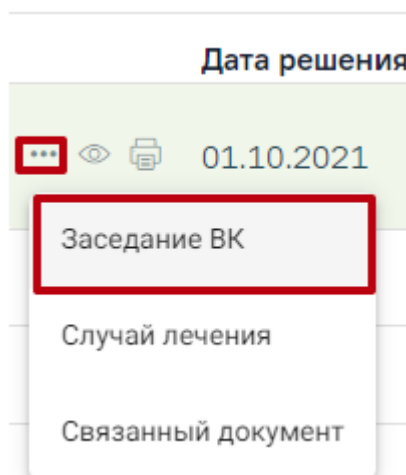 Дата решения
01.10.2021
Заседание ВК
Случай лечения
Связанный документ